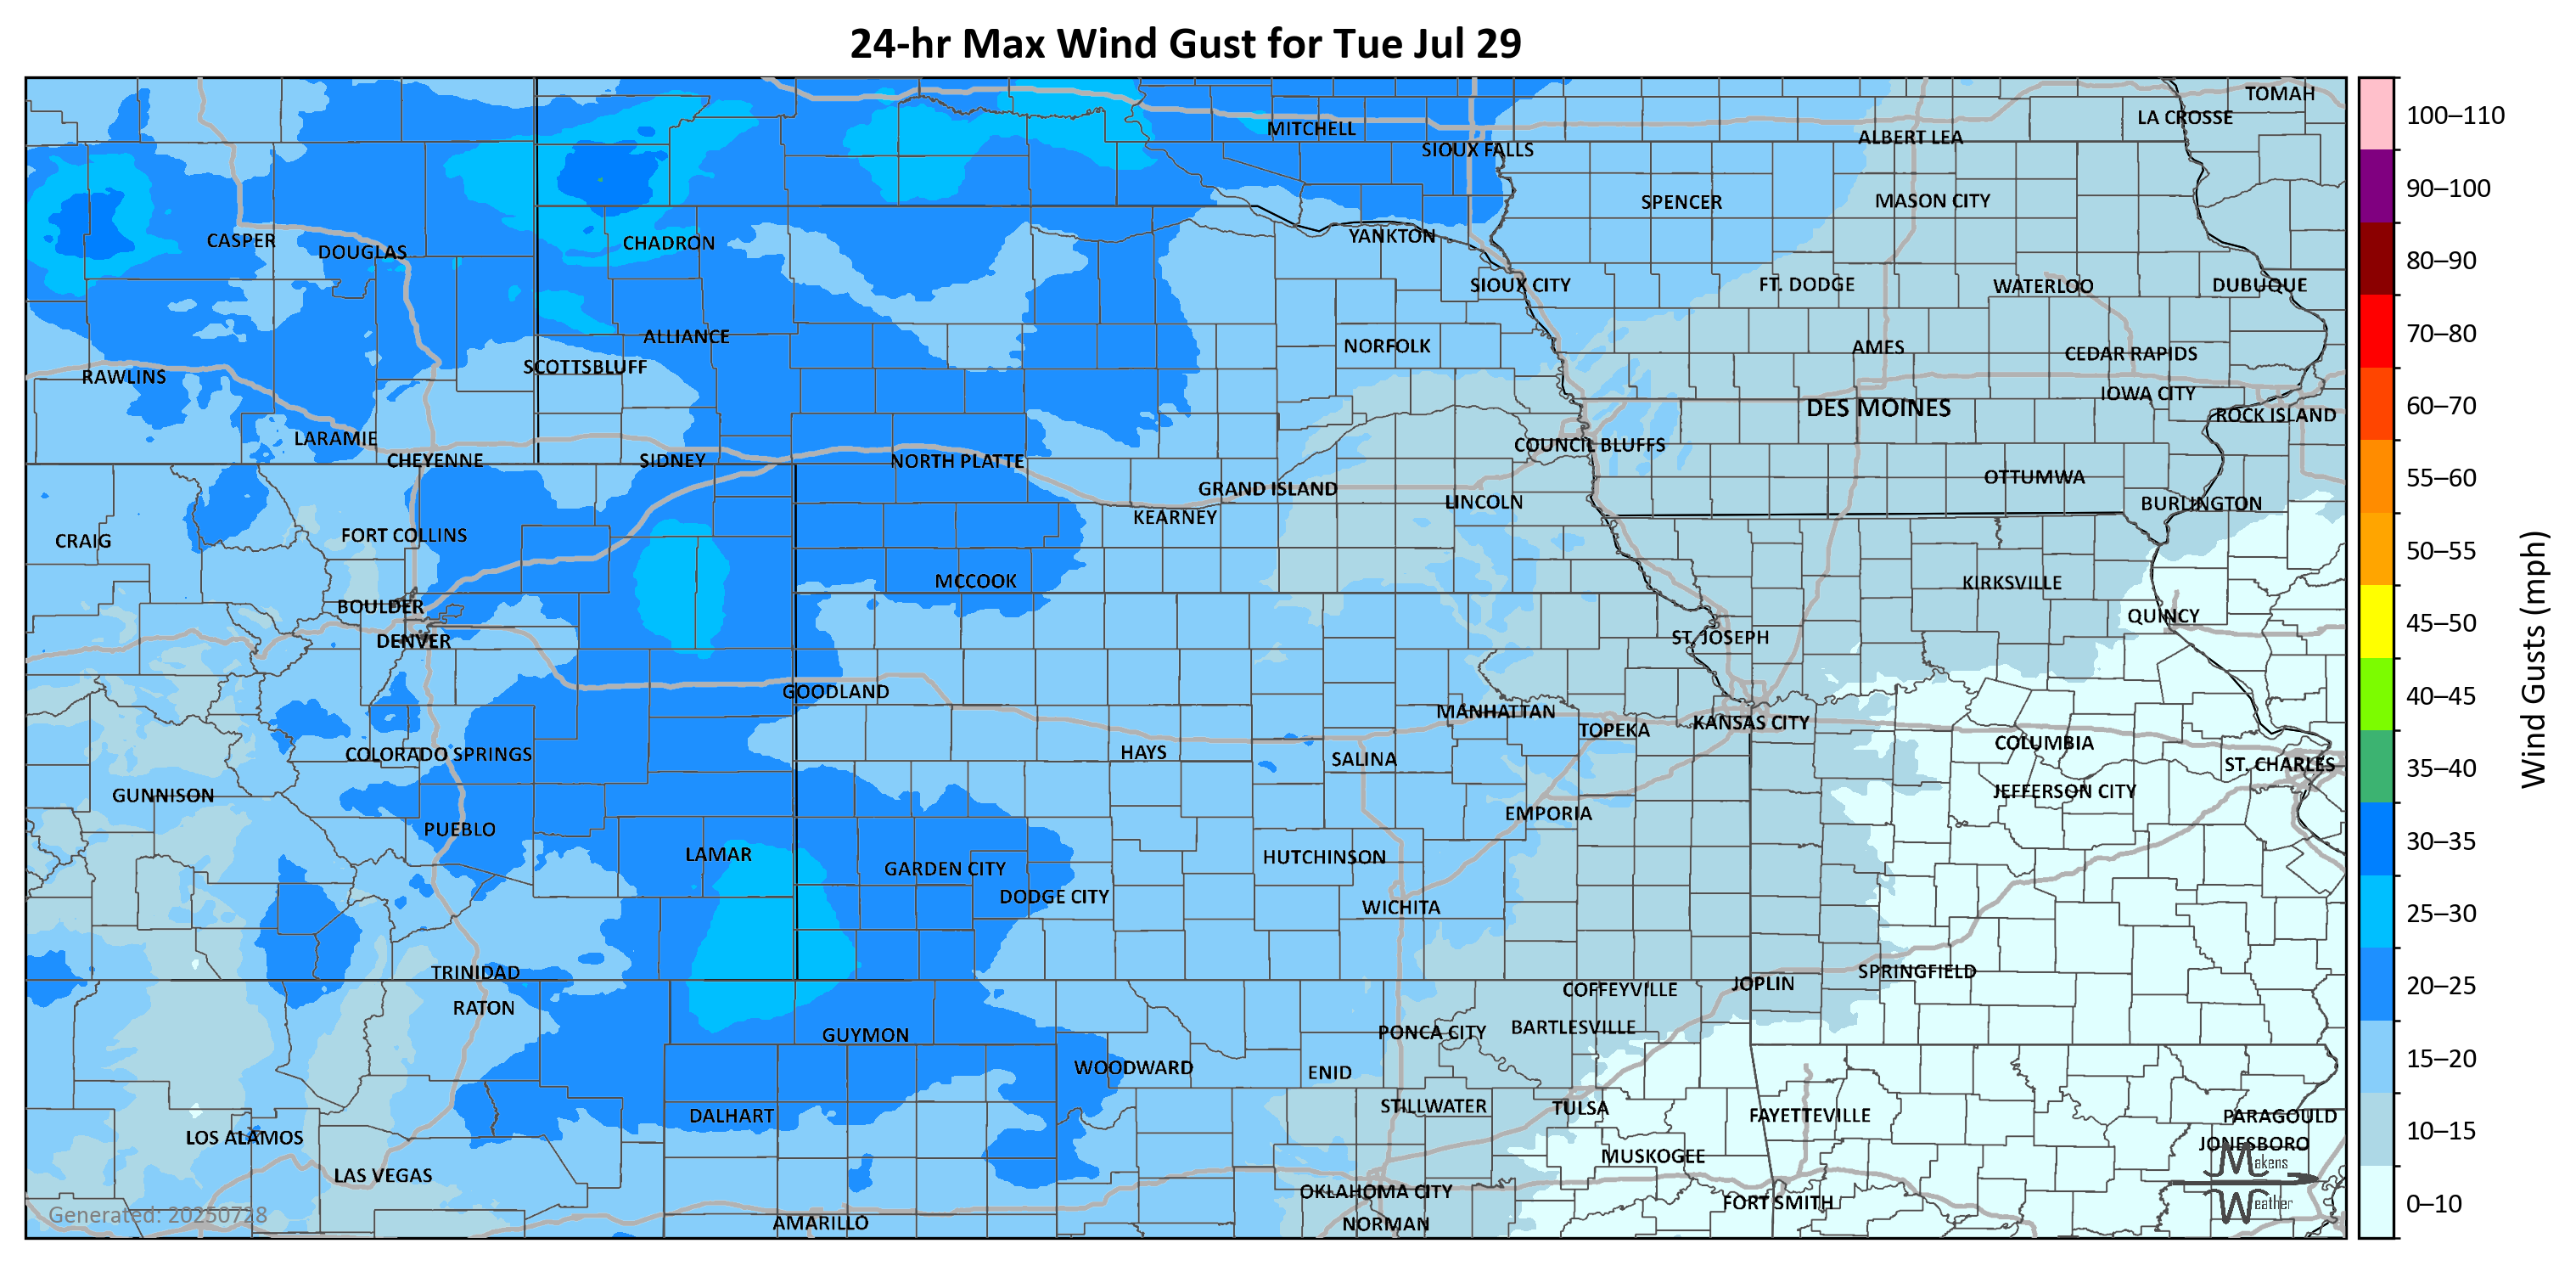 24-hr Max Wind Gust for Tue Jul 29
TOMAH
LA CROSSE
MITCHELL
ALBERT LEA
SIOUX FALLS
SPENCER
MASON CITY
CASPER
DOUGLAS
CHADRON
YANKTON
SIOUX CITY
FT. DODGE
WATERLOO
DUBUQUE
ALLIANCE
NORFOLK
AMES
CEDAR RAPIDS
SCOTTSBLUFF
RAWLINS
IOWA CITY
DES MOINES
ROCK ISLAND
LARAMIE
COUNCIL BLUFFS
CHEYENNE
SIDNEY
NORTH PLATTE
OTTUMWA
GRAND ISLAND
LINCOLN
BURLINGTON
KEARNEY
CRAIG
FORT COLLINS
MCCOOK
KIRKSVILLE
BOULDER
QUINCY
DENVER
ST. JOSEPH
GOODLAND
MANHATTAN
TOPEKA
KANSAS CITY
COLUMBIA
COLORADO SPRINGS
HAYS
SALINA
ST. CHARLES
GUNNISON
JEFFERSON CITY
EMPORIA
PUEBLO
LAMAR
HUTCHINSON
GARDEN CITY
DODGE CITY
WICHITA
TRINIDAD
SPRINGFIELD
JOPLIN
COFFEYVILLE
RATON
BARTLESVILLE
PONCA CITY
GUYMON
WOODWARD
ENID
STILLWATER
TULSA
DALHART
FAYETTEVILLE
PARAGOULD
LOS ALAMOS
JONESBORO
MUSKOGEE
LAS VEGAS
OKLAHOMA CITY
FORT SMITH
AMARILLO
NORMAN
Makens
Weather
Generated: 20250728
100–110
90–100
80–90
70–80
60–70
55–60
50–55
45–50
40–45
35–40
30–35
25–30
20–25
15–20
10–15
0–10
Wind Gusts (mph)